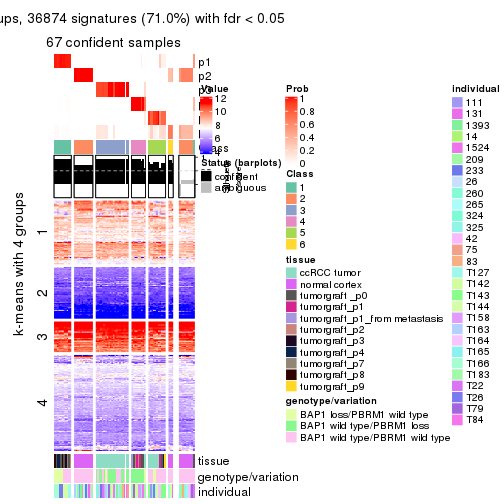 ups, 36874 signatures (71.0%) with fdr < 0.05
67 confident samples
k-means with 4 groups
1
2
3
4
p1
p2
Value
12
10
8
6
4
Class
Status (barplots)
confident
ambiguous
Prob
1
0.8
0.6
0.4
0.2
0
Class
1
2
3
4
5
6
tissue
ccRCC tumor
normal cortex
tumorgraft_p0
tumorgraft_p1
tumorgraft_p1_from metastasis
tumorgraft_p2
tumorgraft_p3
tumorgraft_p4
tumorgraft_p7
tumorgraft_p8
tumorgraft_p9
genotype/variation
BAP1 loss/PBRM1 wild type
BAP1 wild type/PBRM1 loss
BAP1 wild type/PBRM1 wild type
individual
111
131
1393
14
1524
209
233
26
260
265
324
325
42
75
83
T127
T142
T143
T144
T158
T163
T164
T165
T166
T183
T22
T26
T79
T84
tissue
genotype/variation
individual